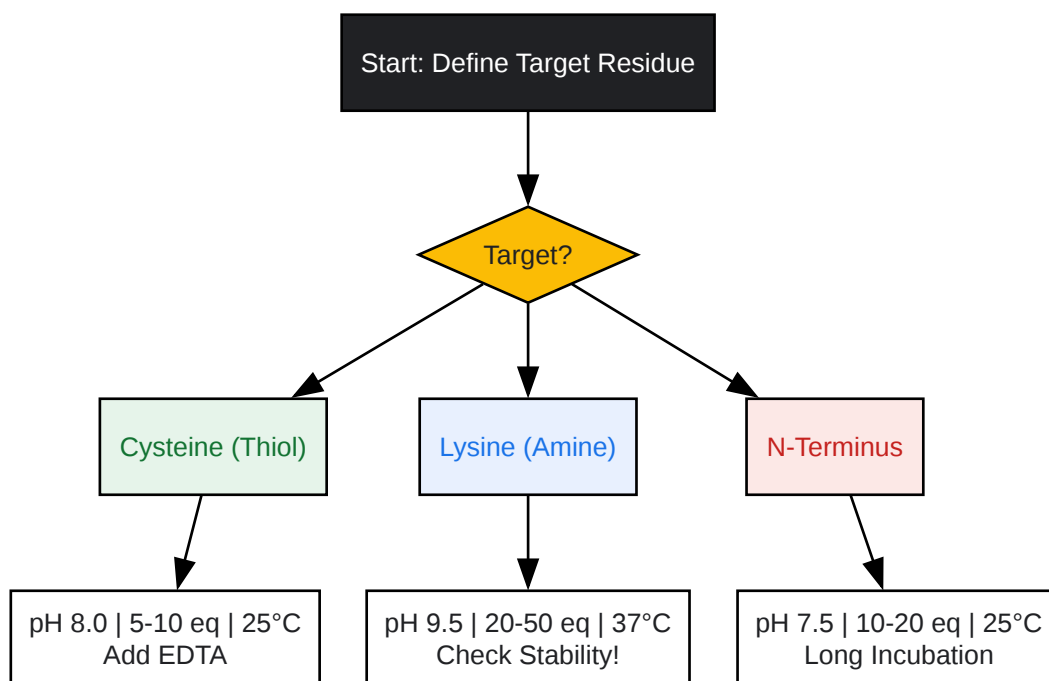 Start: Define Target Residue
Target?
Cysteine (Thiol)
Lysine (Amine)
N-Terminus
pH 8.0 | 5-10 eq | 25°C
Add EDTA
pH 9.5 | 20-50 eq | 37°C
Check Stability!
pH 7.5 | 10-20 eq | 25°C
Long Incubation